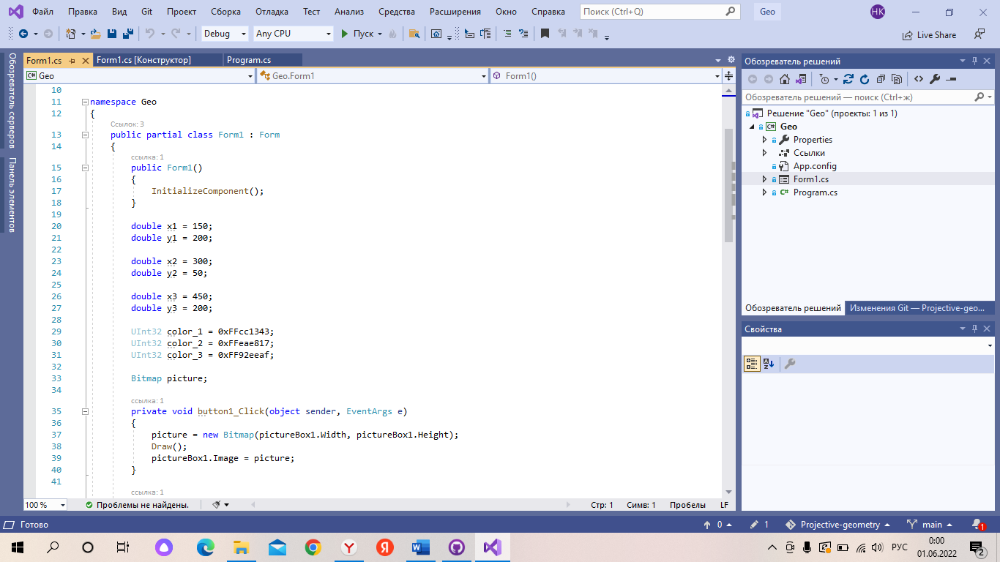 Файл Правка Вид Git Проект Сборка Отладка Тест Анализ Средства Расширения Окно Справка Поиск (Ctrl+Q) Geo НК
Debug Any CPU Пуск Live Share
Обозреватель серверов
Панель элементов
Form1.cs Form1.cs [Конструктор] Program.cs
Geo Geo.Form1 Form1()
10
11 namespace Geo
12 {
Ссылок: 3
13 public partial class Form1 : Form
14 {
ссылка: 1
15 public Form1()
16 {
17 InitializeComponent();
18 }
19
20 double x1 = 150;
21 double y1 = 200;
22
23 double x2 = 300;
24 double y2 = 50;
25
26 double x3 = 450;
27 double y3 = 200;
28
29 UInt32 color_1 = 0xFFcc1343;
30 UInt32 color_2 = 0xFFeae817;
31 UInt32 color_3 = 0xFF92eeaf;
32
33 Bitmap picture;
34
ссылка: 1
35 private void button1_Click(object sender, EventArgs e)
36 {
37 picture = new Bitmap(pictureBox1.Width, pictureBox1.Height);
38 Draw();
39 pictureBox1.Image = picture;
40 }
41
ссылка: 1
100 % Проблемы не найдены. Стр: 1 Симв: 1 Пробелы LF
Обозреватель решений
Обозреватель решений — поиск (Ctrl+ж)
Решение "Geo" (проекты: 1 из 1)
C# Geo
Properties
Ссылки
App.config
Form1.cs
C# Program.cs
Обозреватель решений Изменения Git — Projective-geo...
Свойства
Готово 0 1 Projective-geometry main 1
РУС 0:00
01.06.2022 2